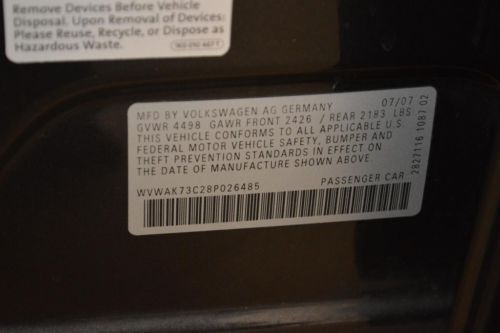 Remove Devices Before Vehicle
Disposal. Upon Removal of Devices:
Please Reuse, Recycle, or Dispose as
Hazardous Waste.
MFD BY VOLKSWAGEN AG GERMANY 07/07
GVWR 4498 GAWR FRONT 2426 / REAR 2183 LBS
THIS VEHICLE CONFORMS TO ALL APPLICABLE U.S.
FEDERAL MOTOR VEHICLE SAFETY, BUMPER AND
THEFT PREVENTION STANDARDS IN EFFECT ON
THE DATE OF MANUFACTURE SHOWN ABOVE.
WVWAK73C28P026485 PASSENGER CAR
2827116 1087 02